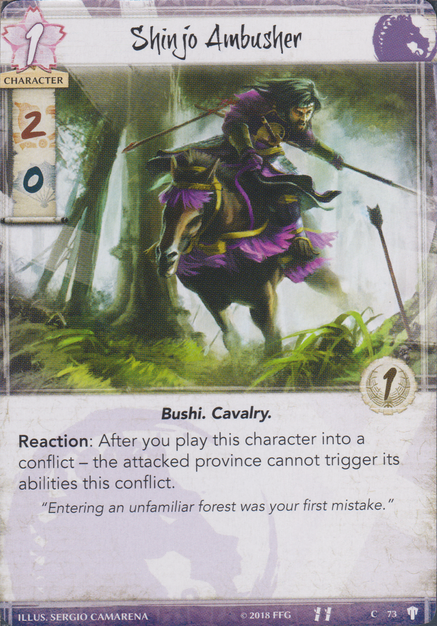 1
Shinjo Ambusher
CHARACTER
2
0
1
Bushi. Cavalry.
Reaction: After you play this character into a
conflict – the attacked province cannot trigger its
abilities this conflict.
“Entering an unfamiliar forest was your first mistake.”
ILLUS. SERGIO CAMARENA © 2018 FFG C 73